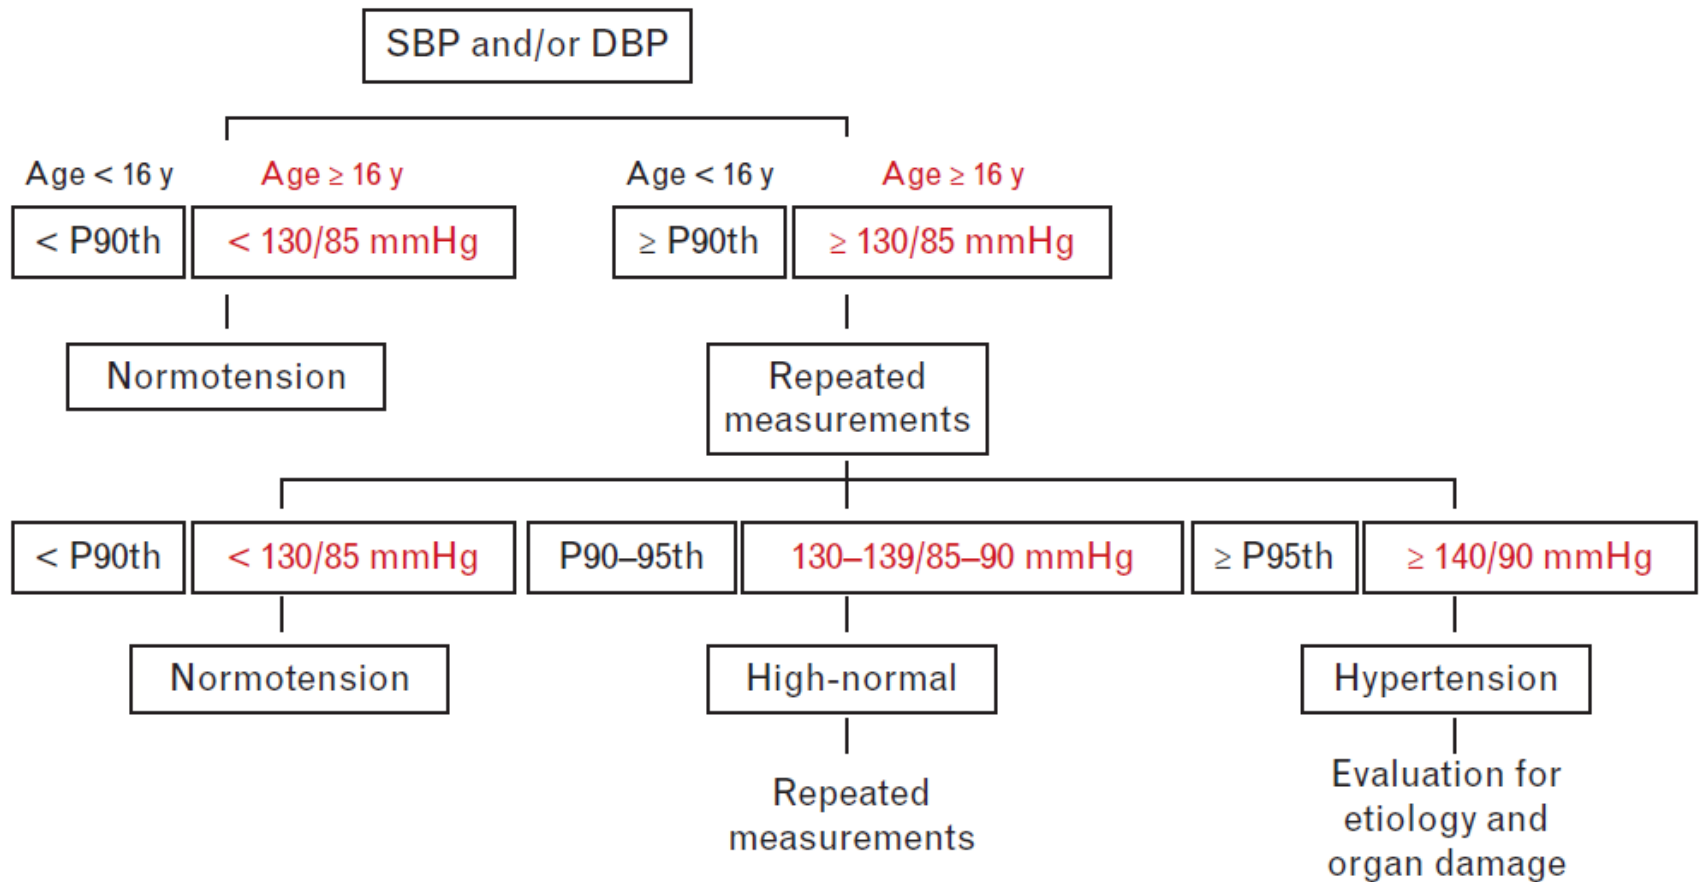 SBP and/or DBP
Age < 16 y
Age ≥ 16 y
Age < 16 y
Age ≥ 16 y
< P90th
< 130/85 mmHg
≥ P90th
≥ 130/85 mmHg
Normotension
Repeated
measurements
< P90th
< 130/85 mmHg
P90–95th
130–139/85–90 mmHg
≥ P95th
≥ 140/90 mmHg
Normotension
High-normal
Hypertension
Repeated
measurements
Evaluation for
etiology and
organ damage